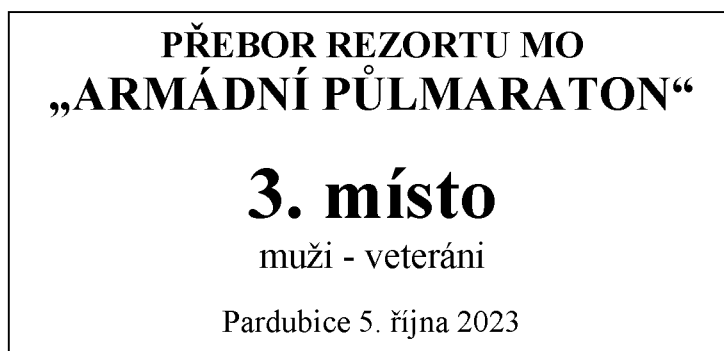 PŘEBOR REZORTU MO
„ARMÁDNÍ PŮLMARATON“
3. místo
muži - veteráni
Pardubice 5. října 2023